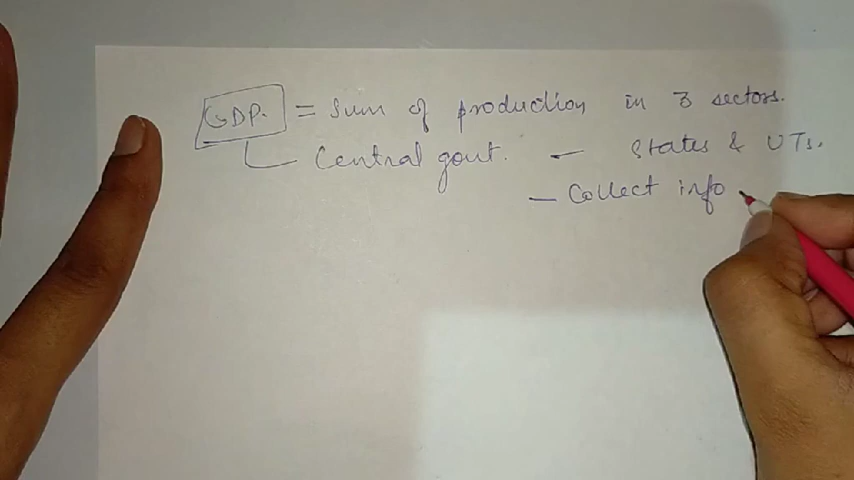 GDP. = Sum of production in 3 sectors.
Central govt. — States & UTs.
— Collect info